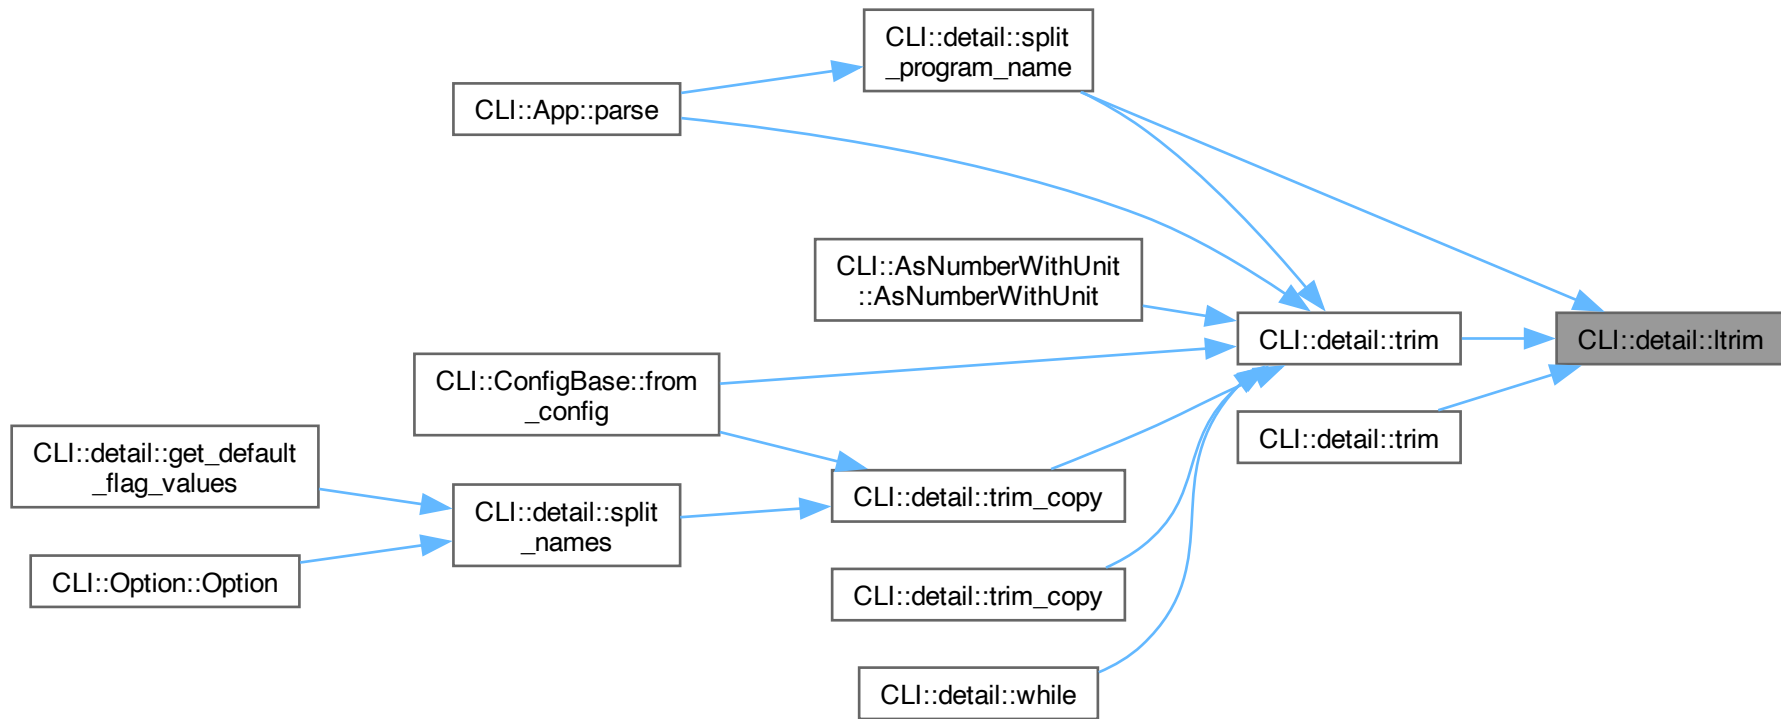 CLI::detail::split
_program_name
CLI::App::parse
CLI::AsNumberWithUnit
::AsNumberWithUnit
CLI::detail::trim
CLI::detail::ltrim
CLI::ConfigBase::from
_config
CLI::detail::trim
CLI::detail::get_default
_flag_values
CLI::detail::split
_names
CLI::detail::trim_copy
CLI::Option::Option
CLI::detail::trim_copy
CLI::detail::while